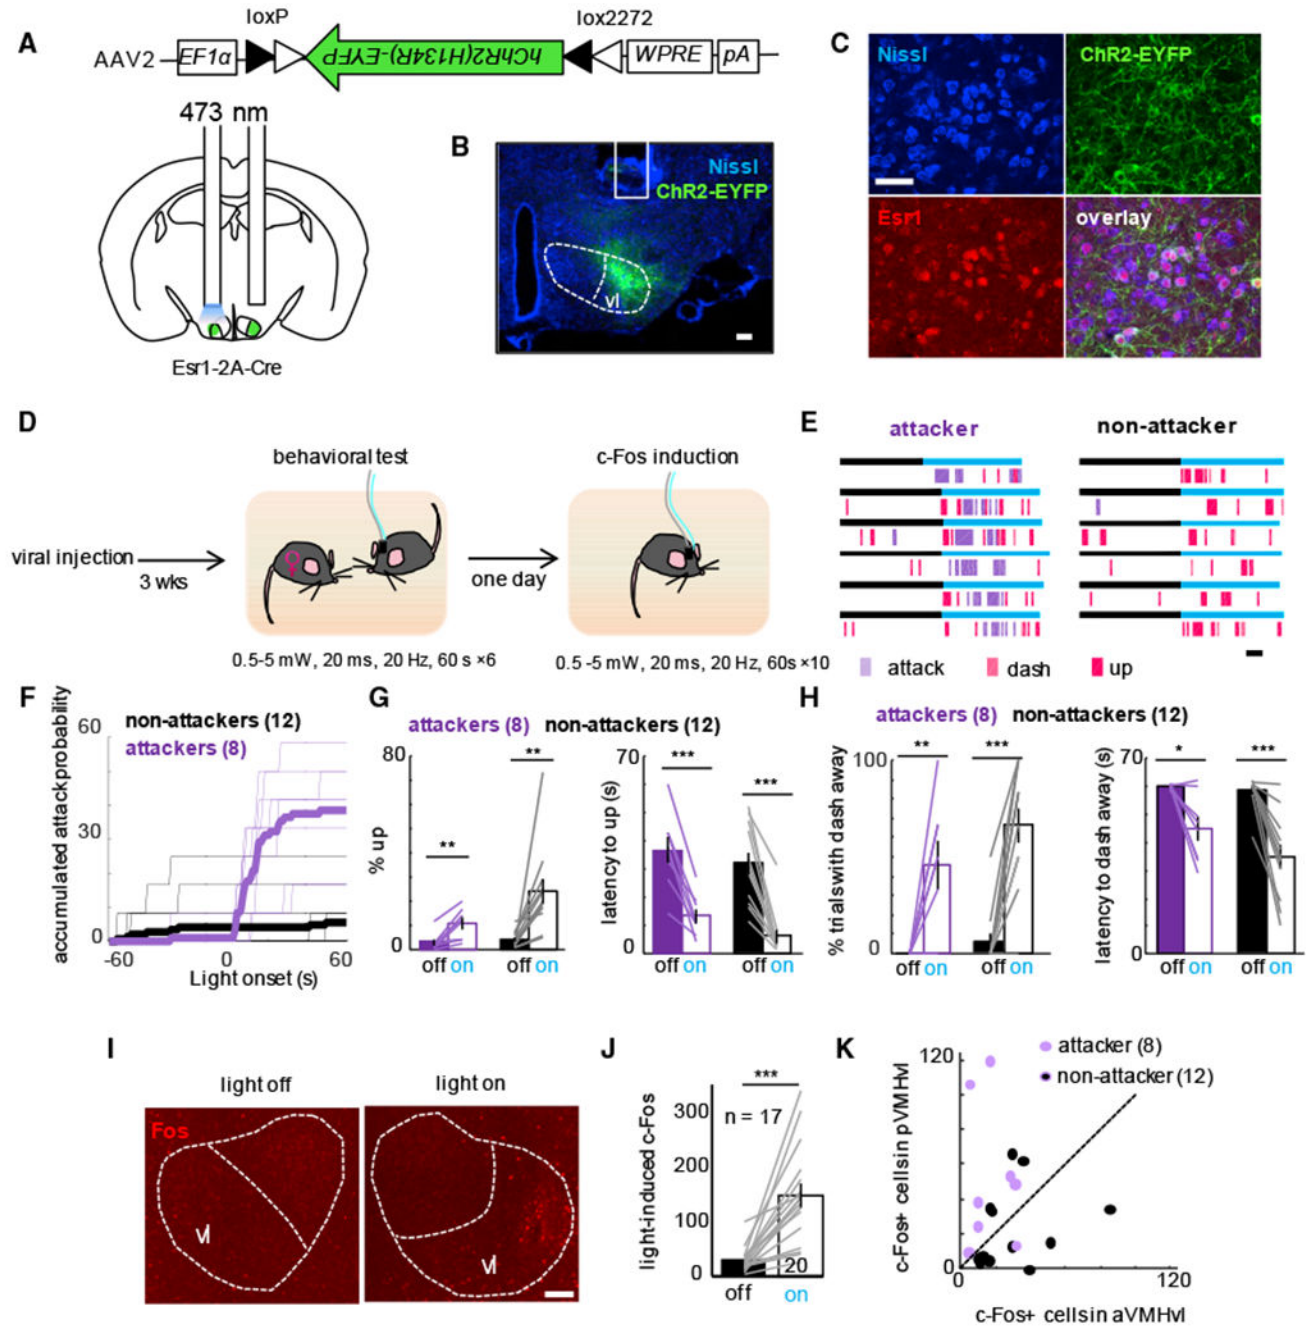 A
loxP
lox2272
AAV2
EF1α
hChR2(H134R)-EYFP
WPRE
pA
473 nm
Esr1-2A-Cre
B
Nissl
ChR2-EYFP
vl
C
Nissl
ChR2-EYFP
Esr1
overlay
D
behavioral test
c-Fos induction
viral injection
3 wks
♀
one day
0.5-5 mW, 20 ms, 20 Hz, 60 s ×6
0.5-5 mW, 20 ms, 20 Hz, 60s ×10
E
attacker
non-attacker
attack
dash
up
F
accumulated attackprobability
non-attackers (12)
attackers (8)
60
30
0
-60
0
60
Light onset (s)
G
attackers (8) non-attackers (12)
% up
80
0
**
**
off on
off on
latency to up (s)
70
0
***
***
off on
off on
H
attackers (8) non-attackers (12)
% trials with dash away
100
0
**
***
off on
off on
latency to dash away (s)
70
0
*
***
off on
off on
I
light off
light on
Fos
vl
vl
J
light-induced c-Fos
***
n = 17
300
200
100
0
20
off
on
K
attacker (8)
non-attacker (12)
c-Fos+ cellsin pVMHvl
120
0
0
120
c-Fos+ cellsin aVMHvl